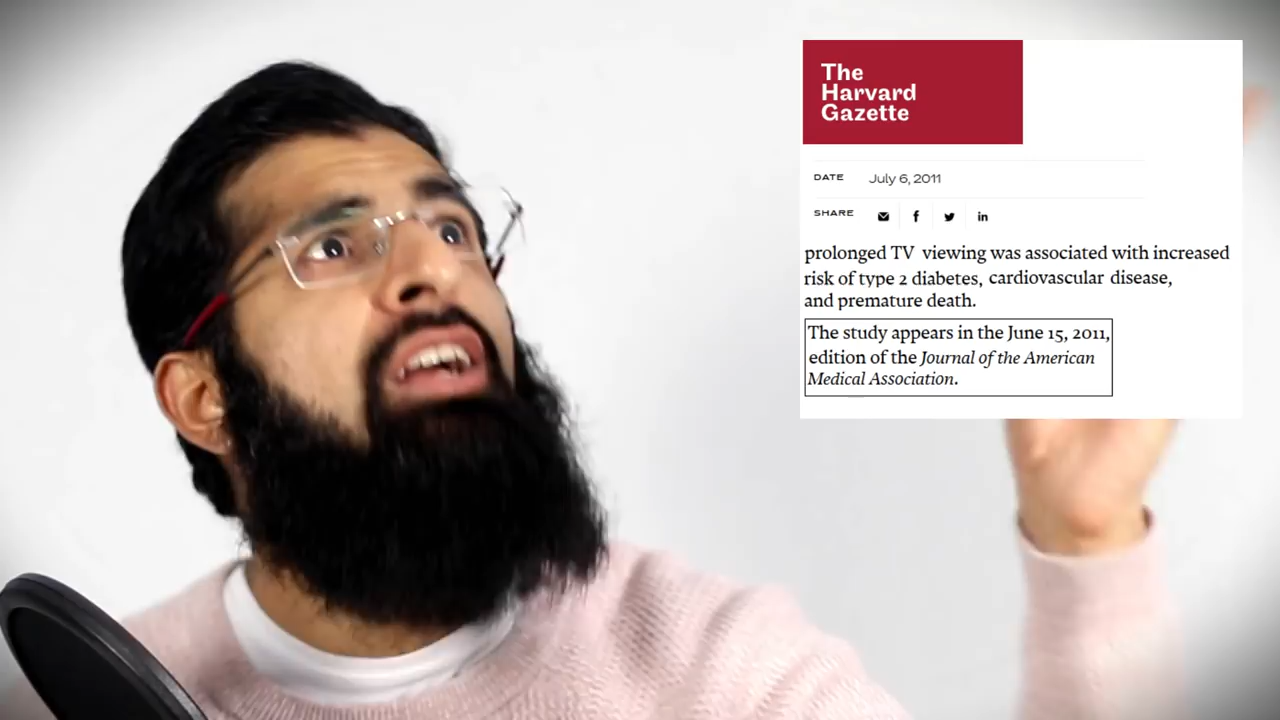 The
Harvard
Gazette
DATE July 6, 2011
SHARE
prolonged TV viewing was associated with increased
risk of type 2 diabetes, cardiovascular disease,
and premature death.
The study appears in the June 15, 2011,
edition of the Journal of the American
Medical Association.